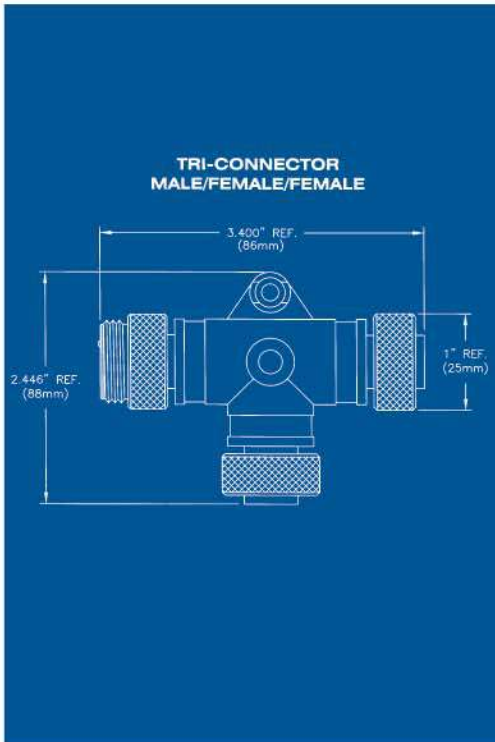 TRI-CONNECTOR
MALE/FEMALE/FEMALE
3.400" REF.
(86mm)
2.446" REF.
(88mm)
1" REF.
(25mm)